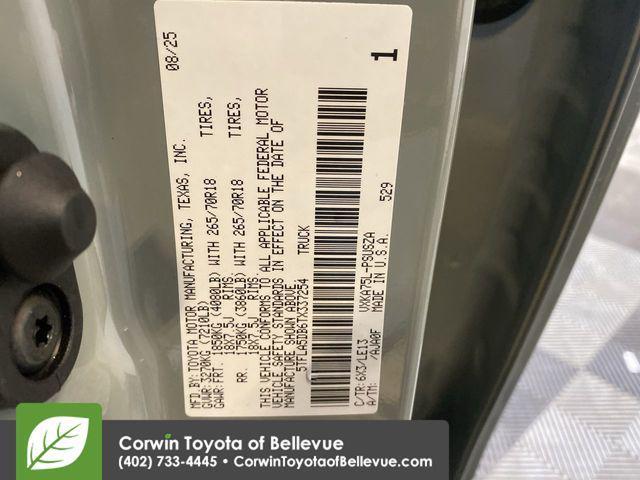 MFD.BY:TOYOTA MOTOR MANUFACTURING, TEXAS, INC. 08/25
GVWR:3270KG (7210LB)
GAWR:FRT. 1850KG (4080LB) WITH 265/70R18 TIRES,
18X7.5J RIMS,
RR. 1750KG (3860LB) WITH 265/70R18 TIRES,
18X7.5J RIMS,
THIS VEHICLE CONFORMS TO ALL APPLICABLE FEDERAL MOTOR
VEHICLE SAFETY STANDARDS IN EFFECT ON THE DATE OF
MANUFACTURE SHOWN ABOVE.
5TFLA5DB6TX337254 TRUCK
C/TR:6X3/LE13 VXKA75L-PSUSZA
A/TM: /AJA0F MADE IN U.S.A. 529
1
Corwin Toyota of Bellevue
(402) 733-4445 • CorwinToyotaofBellevue.com